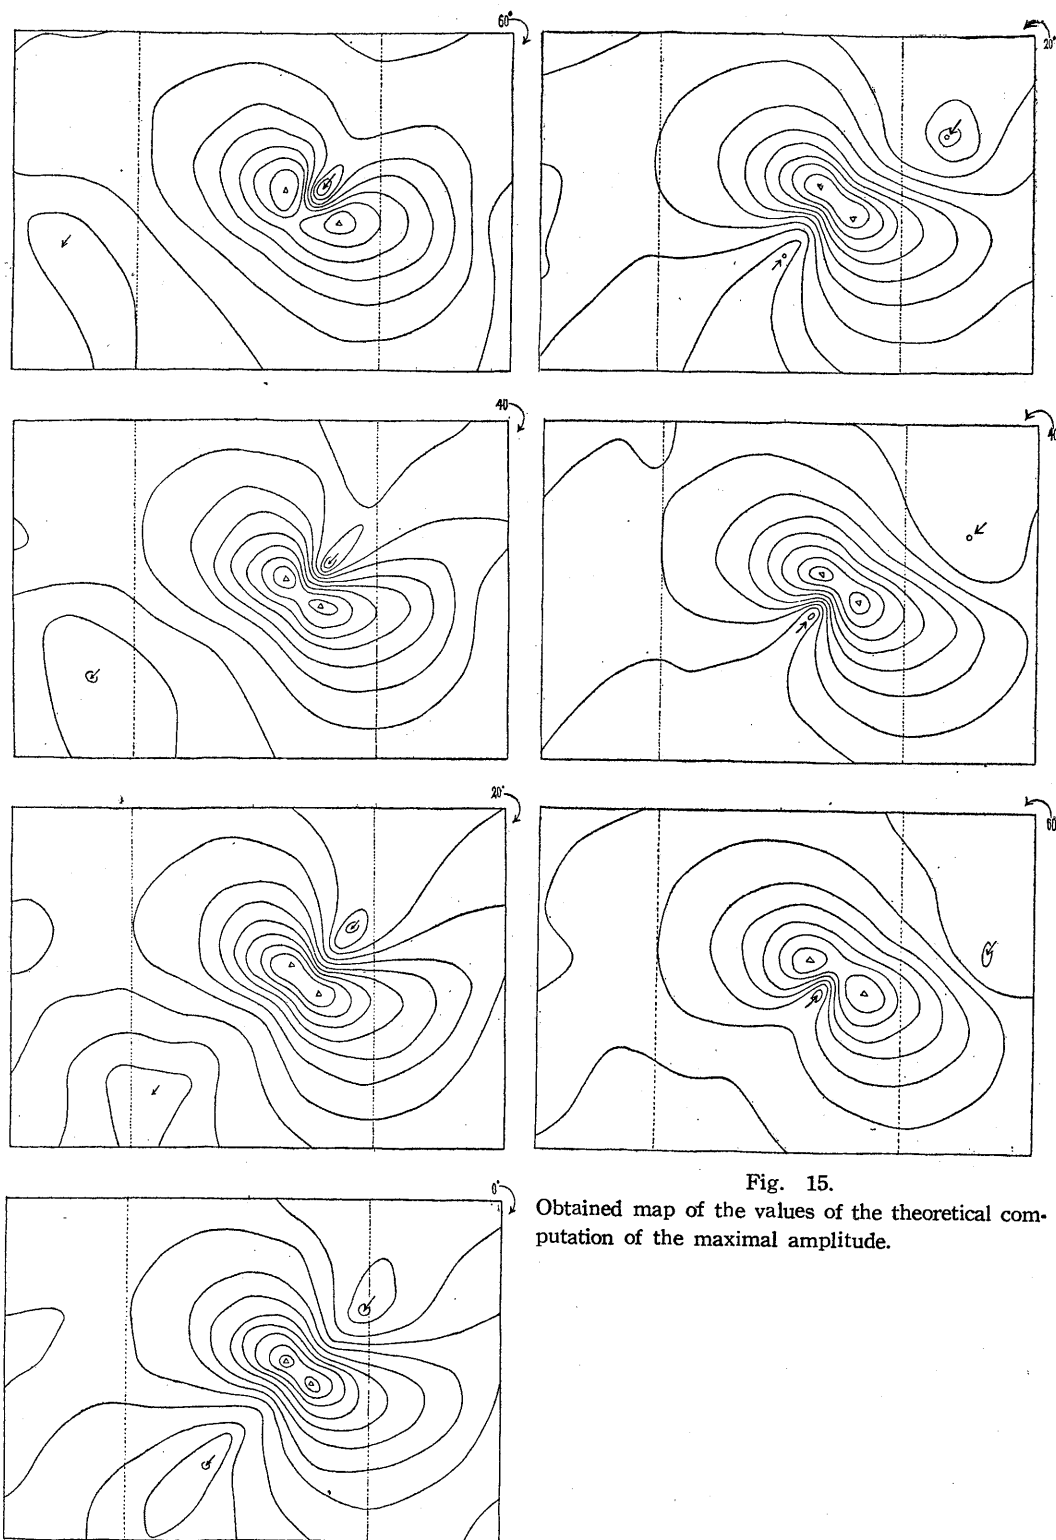 60°
20°
40
40
20°
60
0°
Fig. 15.
Obtained map of the values of the theoretical com-
putation of the maximal amplitude.